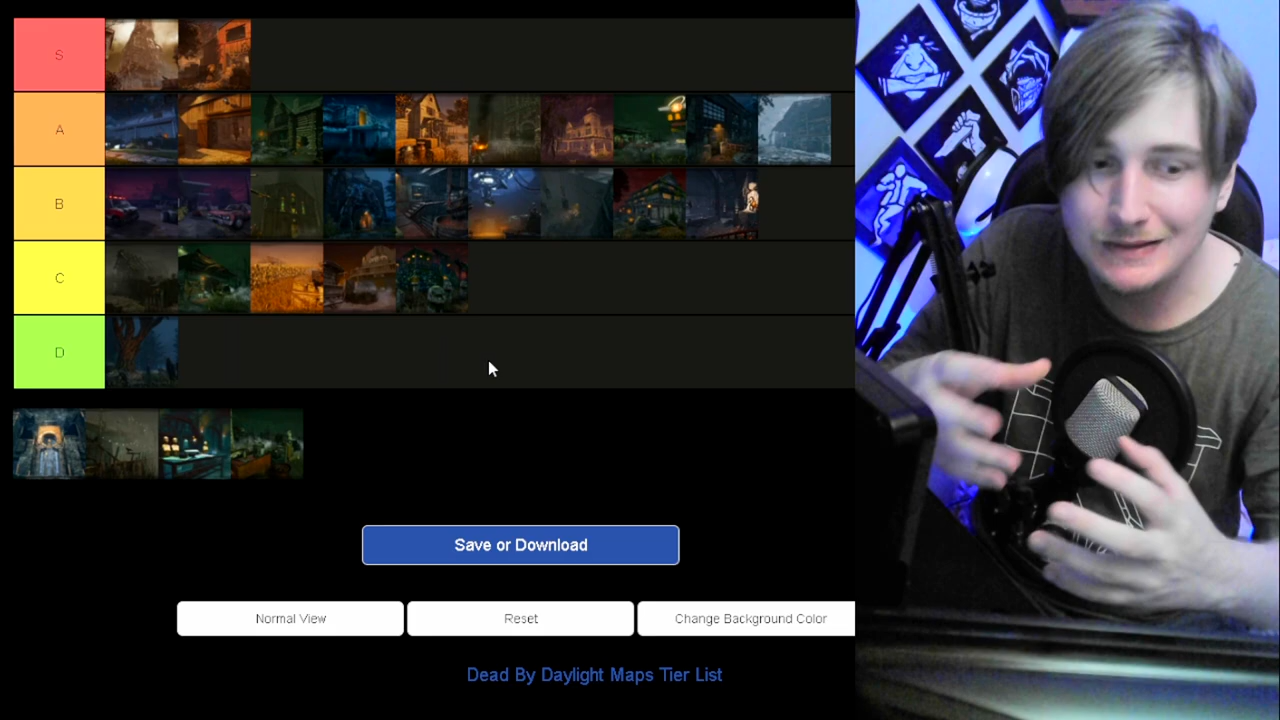 S
A
B
C
D
Save or Download
Normal View
Reset
Change Background Color
Dead By Daylight Maps Tier List